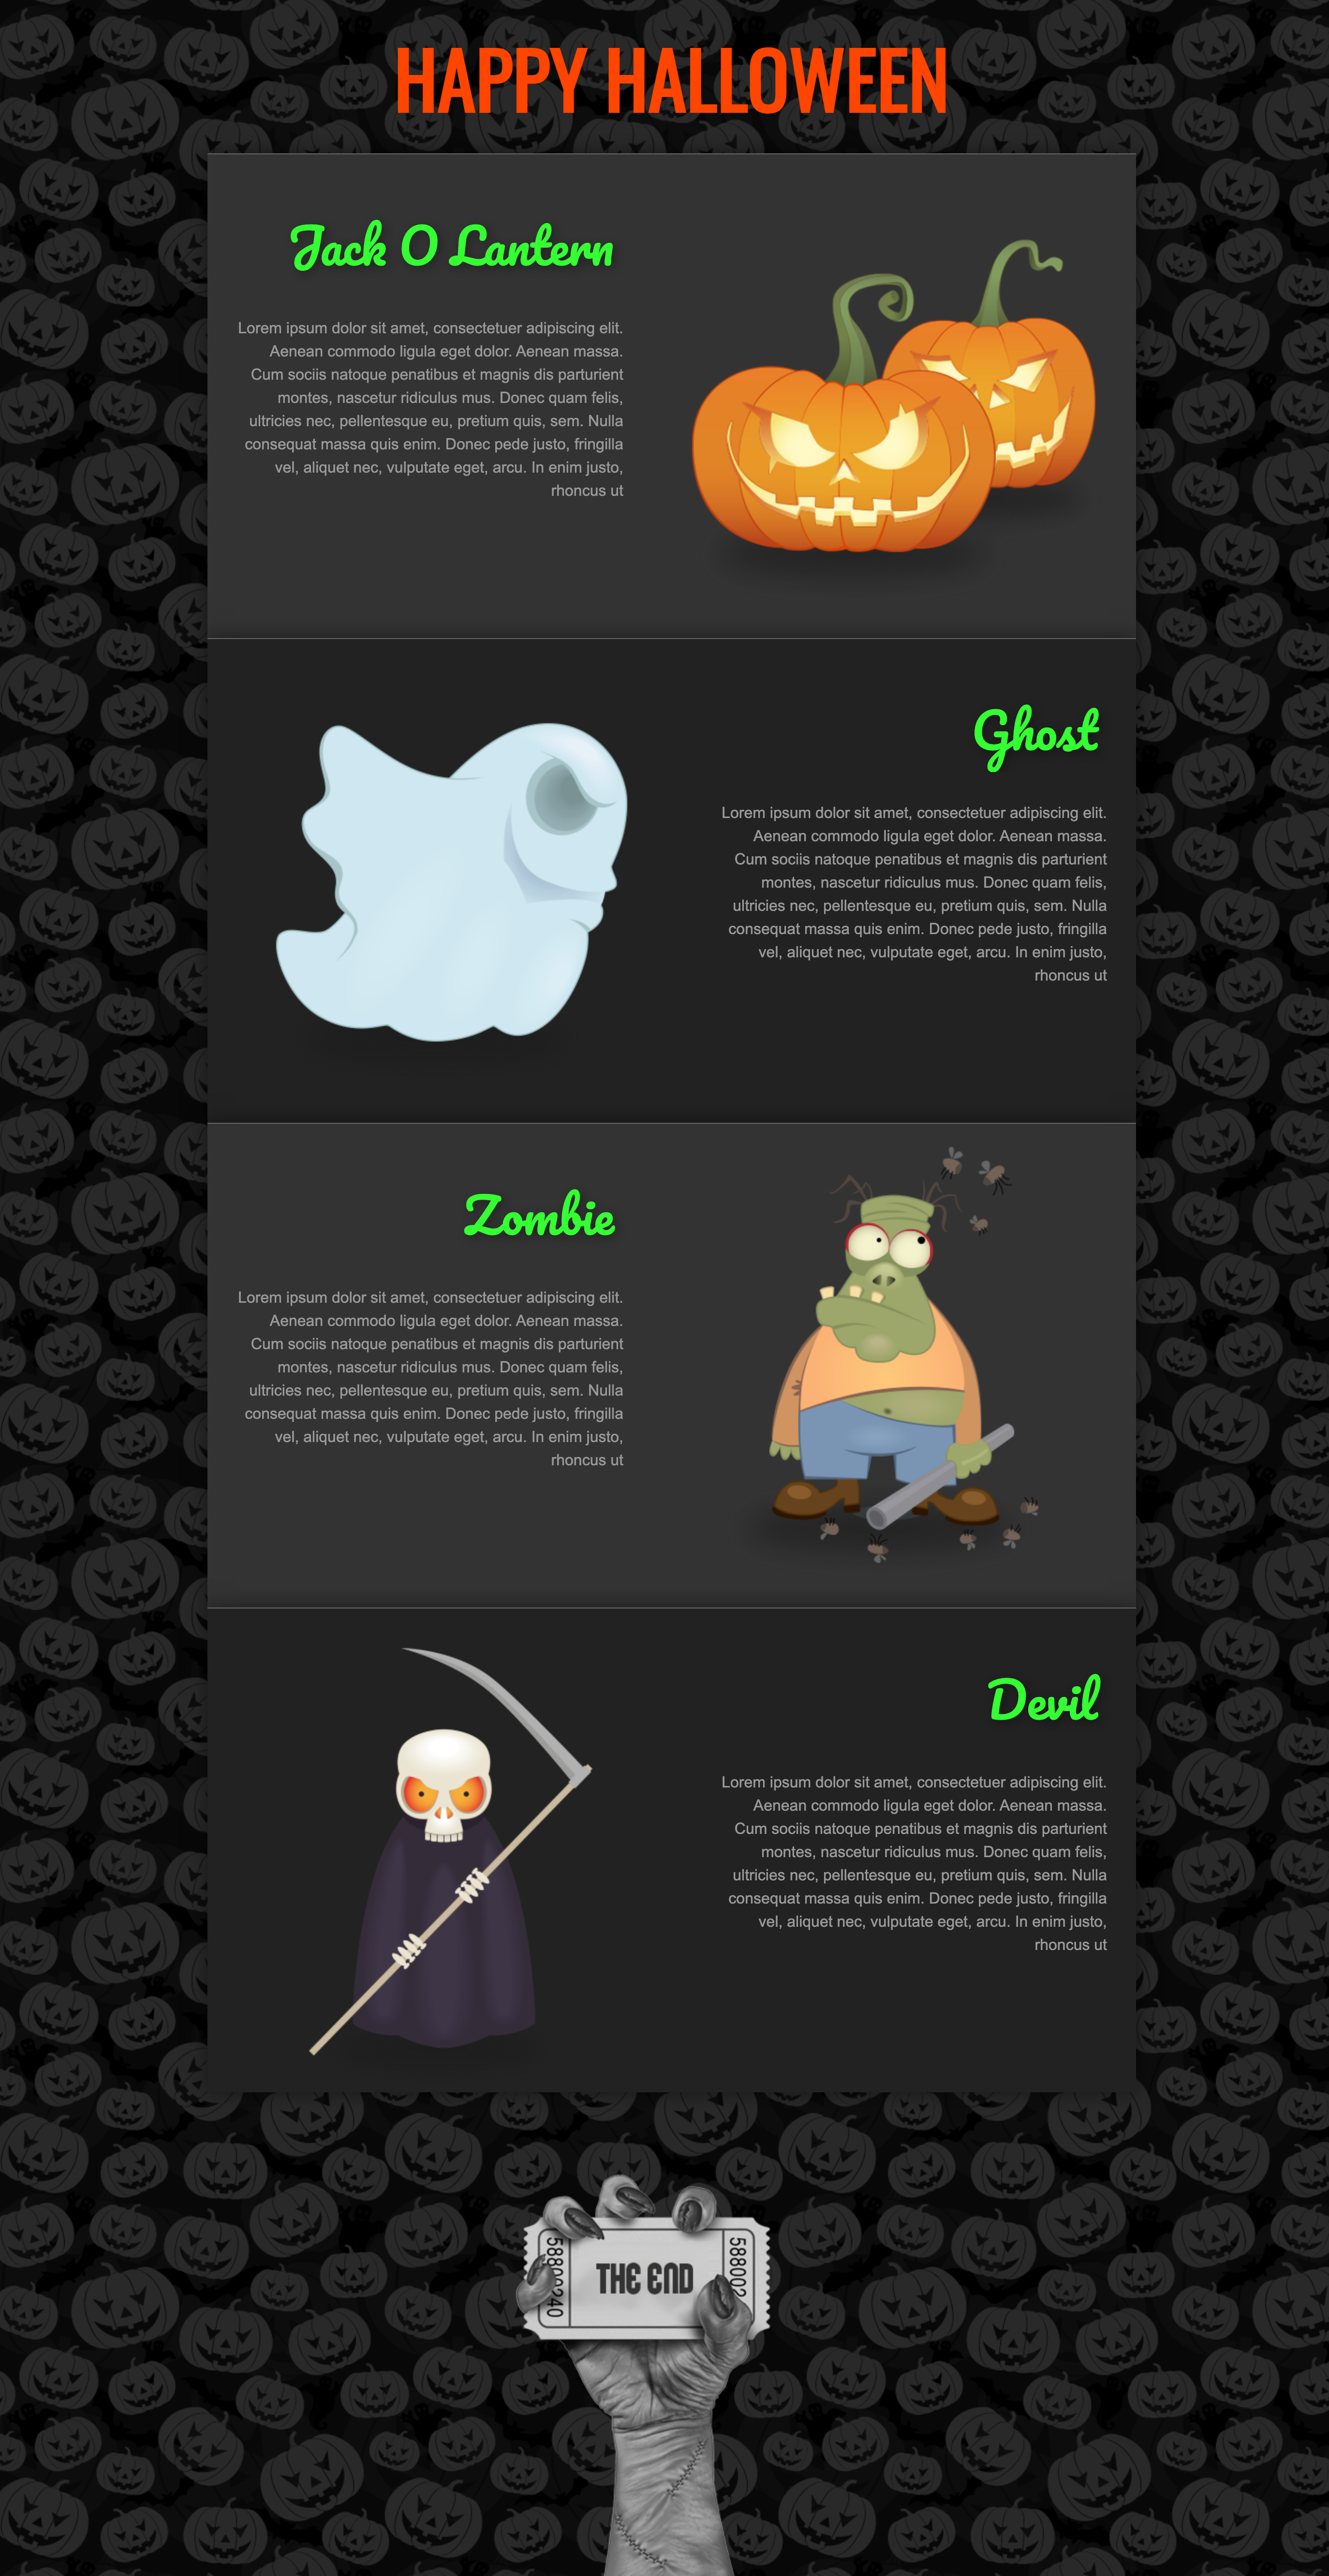 HAPPY HALLOWEEN
Jack O Lantern
Lorem ipsum dolor sit amet, consectetuer adipiscing elit.
Aenean commodo ligula eget dolor. Aenean massa.
Cum sociis natoque penatibus et magnis dis parturient
montes, nascetur ridiculus mus. Donec quam felis,
ultricies nec, pellentesque eu, pretium quis, sem. Nulla
consequat massa quis enim. Donec pede justo, fringilla
vel, aliquet nec, vulputate eget, arcu. In enim justo,
rhoncus ut
Ghost
Lorem ipsum dolor sit amet, consectetuer adipiscing elit.
Aenean commodo ligula eget dolor. Aenean massa.
Cum sociis natoque penatibus et magnis dis parturient
montes, nascetur ridiculus mus. Donec quam felis,
ultricies nec, pellentesque eu, pretium quis, sem. Nulla
consequat massa quis enim. Donec pede justo, fringilla
vel, aliquet nec, vulputate eget, arcu. In enim justo,
rhoncus ut
Zombie
Lorem ipsum dolor sit amet, consectetuer adipiscing elit.
Aenean commodo ligula eget dolor. Aenean massa.
Cum sociis natoque penatibus et magnis dis parturient
montes, nascetur ridiculus mus. Donec quam felis,
ultricies nec, pellentesque eu, pretium quis, sem. Nulla
consequat massa quis enim. Donec pede justo, fringilla
vel, aliquet nec, vulputate eget, arcu. In enim justo,
rhoncus ut
Devil
Lorem ipsum dolor sit amet, consectetuer adipiscing elit.
Aenean commodo ligula eget dolor. Aenean massa.
Cum sociis natoque penatibus et magnis dis parturient
montes, nascetur ridiculus mus. Donec quam felis,
ultricies nec, pellentesque eu, pretium quis, sem. Nulla
consequat massa quis enim. Donec pede justo, fringilla
vel, aliquet nec, vulputate eget, arcu. In enim justo,
rhoncus ut
THE END